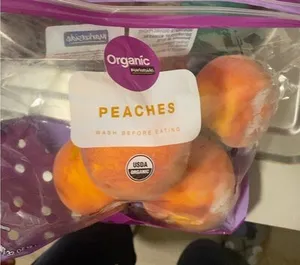 Organic
PEACHES
WASH BEFORE EATING
USDA
ORGANIC